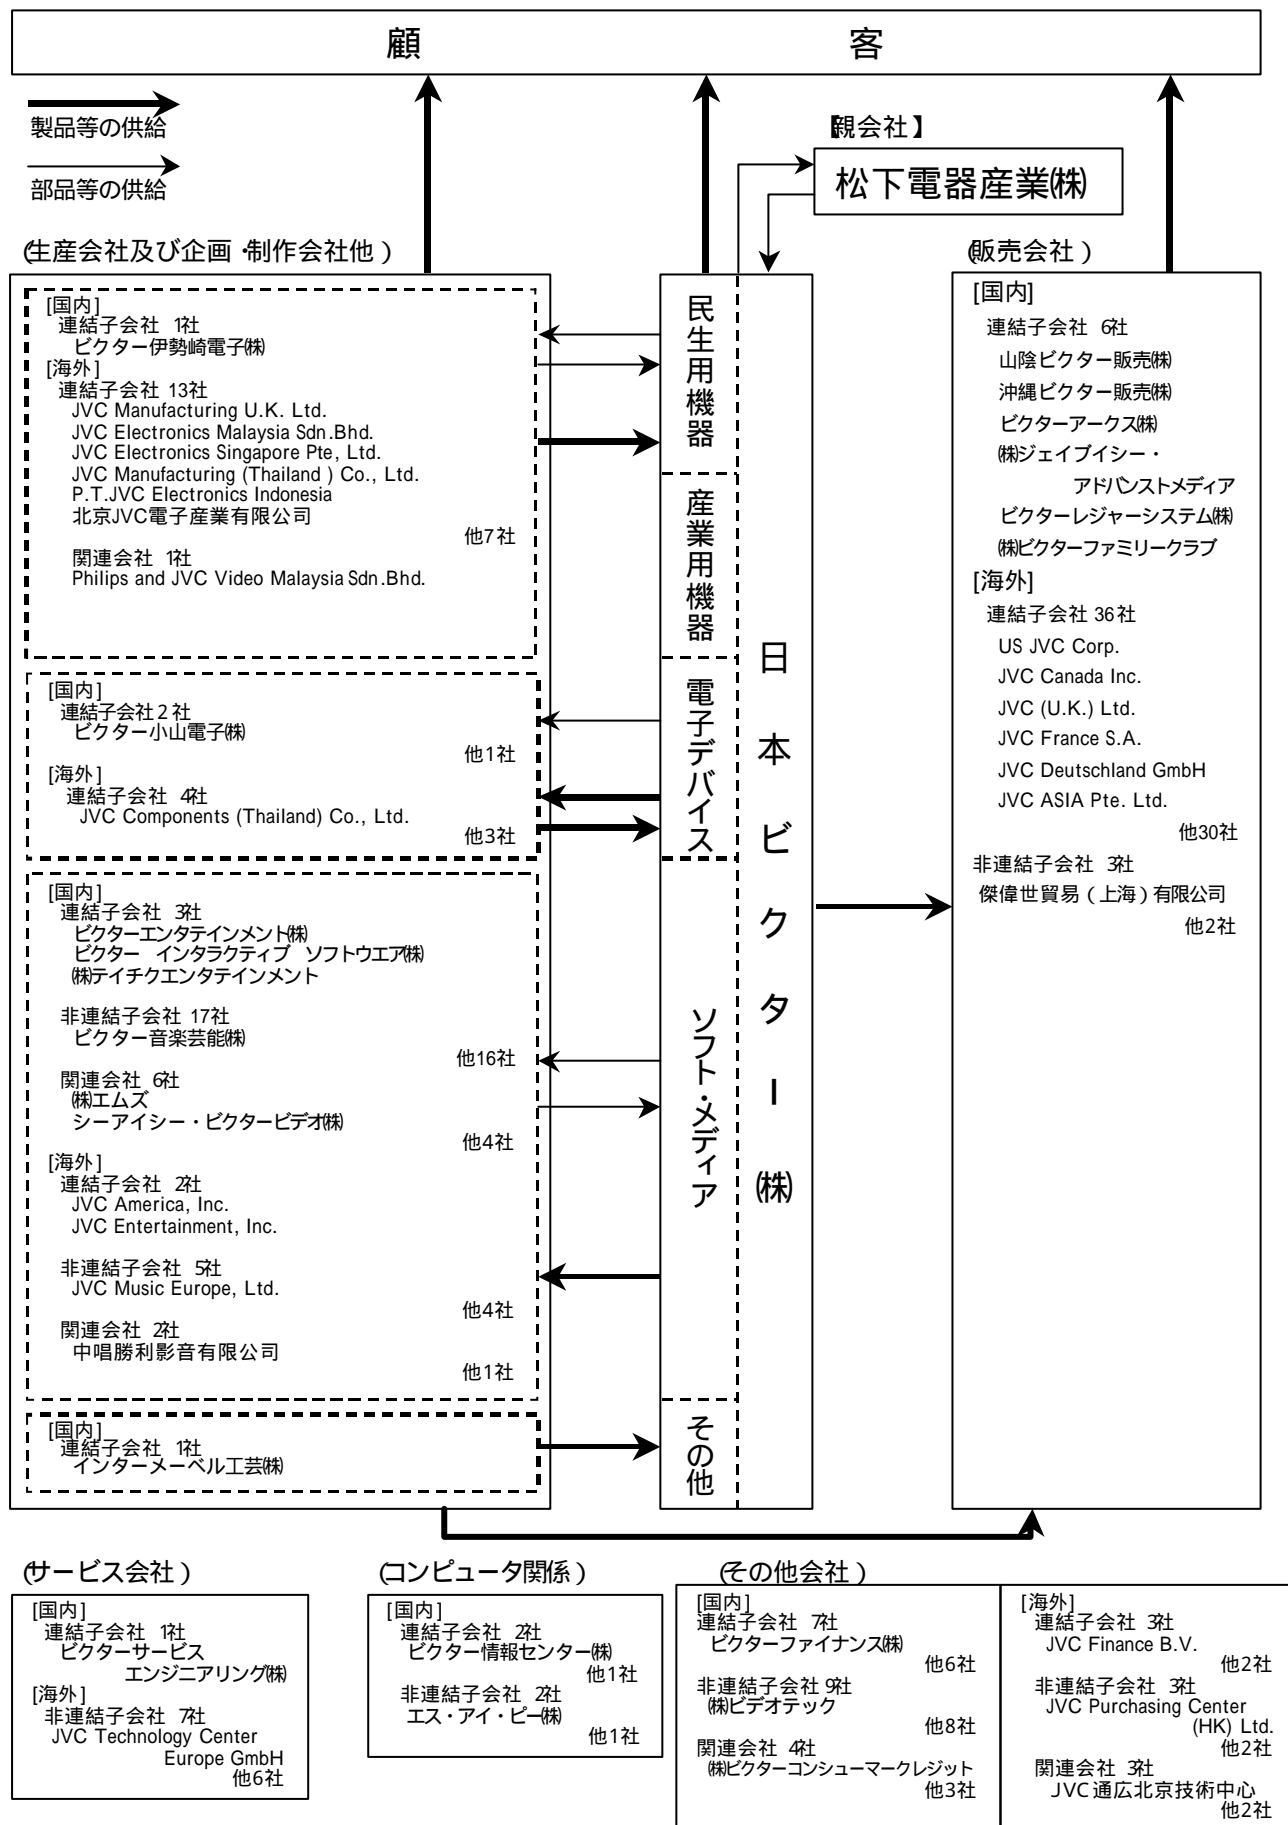 顧客
製品等の供給
部品等の供給
【親会社】
松下電器産業㈱
(生産会社及び企画・制作会社他)
[国内]
連結子会社 1社
ビクター伊勢崎電子㈱
[海外]
連結子会社 13社
JVC Manufacturing U.K. Ltd.
JVC Electronics Malaysia Sdn.Bhd.
JVC Electronics Singapore Pte, Ltd.
JVC Manufacturing (Thailand ) Co., Ltd.
P.T.JVC Electronics Indonesia
北京JVC電子産業有限公司
他7社
関連会社 1社
Philips and JVC Video Malaysia Sdn.Bhd.
[国内]
連結子会社2社
ビクター小山電子㈱
他1社
[海外]
連結子会社 4社
JVC Components (Thailand) Co., Ltd.
他3社
[国内]
連結子会社 3社
ビクターエンタテインメント㈱
ビクター インタラクティブ ソフトウエア㈱
㈱テイチクエンタテインメント
非連結子会社 17社
ビクター音楽芸能㈱
他16社
関連会社 6社
㈱エムズ
シーアイシー・ビクタービデオ㈱
他4社
[海外]
連結子会社 2社
JVC America, Inc.
JVC Entertainment, Inc.
非連結子会社 5社
JVC Music Europe, Ltd.
他4社
関連会社 2社
中唱勝利影音有限公司
他1社
[国内]
連結子会社 1社
インターメーベル工芸㈱
民生用機器
産業用機器
電子デバイス
ソフト・メディア
その他
日本ビクター㈱
(販売会社)
[国内]
連結子会社 6社
山陰ビクター販売㈱
沖縄ビクター販売㈱
ビクターアークス㈱
㈱ジェイブイシー・
アドバンストメディア
ビクターレジャーシステム㈱
㈱ビクターファミリークラブ
[海外]
連結子会社 36社
US JVC Corp.
JVC Canada Inc.
JVC (U.K.) Ltd.
JVC France S.A.
JVC Deutschland GmbH
JVC ASIA Pte. Ltd.
他30社
非連結子会社 3社
傑偉世貿易(上海)有限公司
他2社
(サービス会社)
[国内]
連結子会社 1社
ビクターサービス
エンジニアリング㈱
[海外]
非連結子会社 7社
JVC Technology Center
Europe GmbH
他6社
(コンピュータ関係)
[国内]
連結子会社 2社
ビクター情報センター㈱
他1社
非連結子会社 2社
エス・アイ・ピー㈱
他1社
(その他会社)
[国内]
連結子会社 7社
ビクターファイナンス㈱
他6社
非連結子会社 9社
㈱ビデオテック
他8社
関連会社 4社
㈱ビクターコンシューマークレジット
他3社
[海外]
連結子会社 3社
JVC Finance B.V.
他2社
非連結子会社 3社
JVC Purchasing Center
(HK) Ltd.
他2社
関連会社 3社
JVC通広北京技術中心
他2社